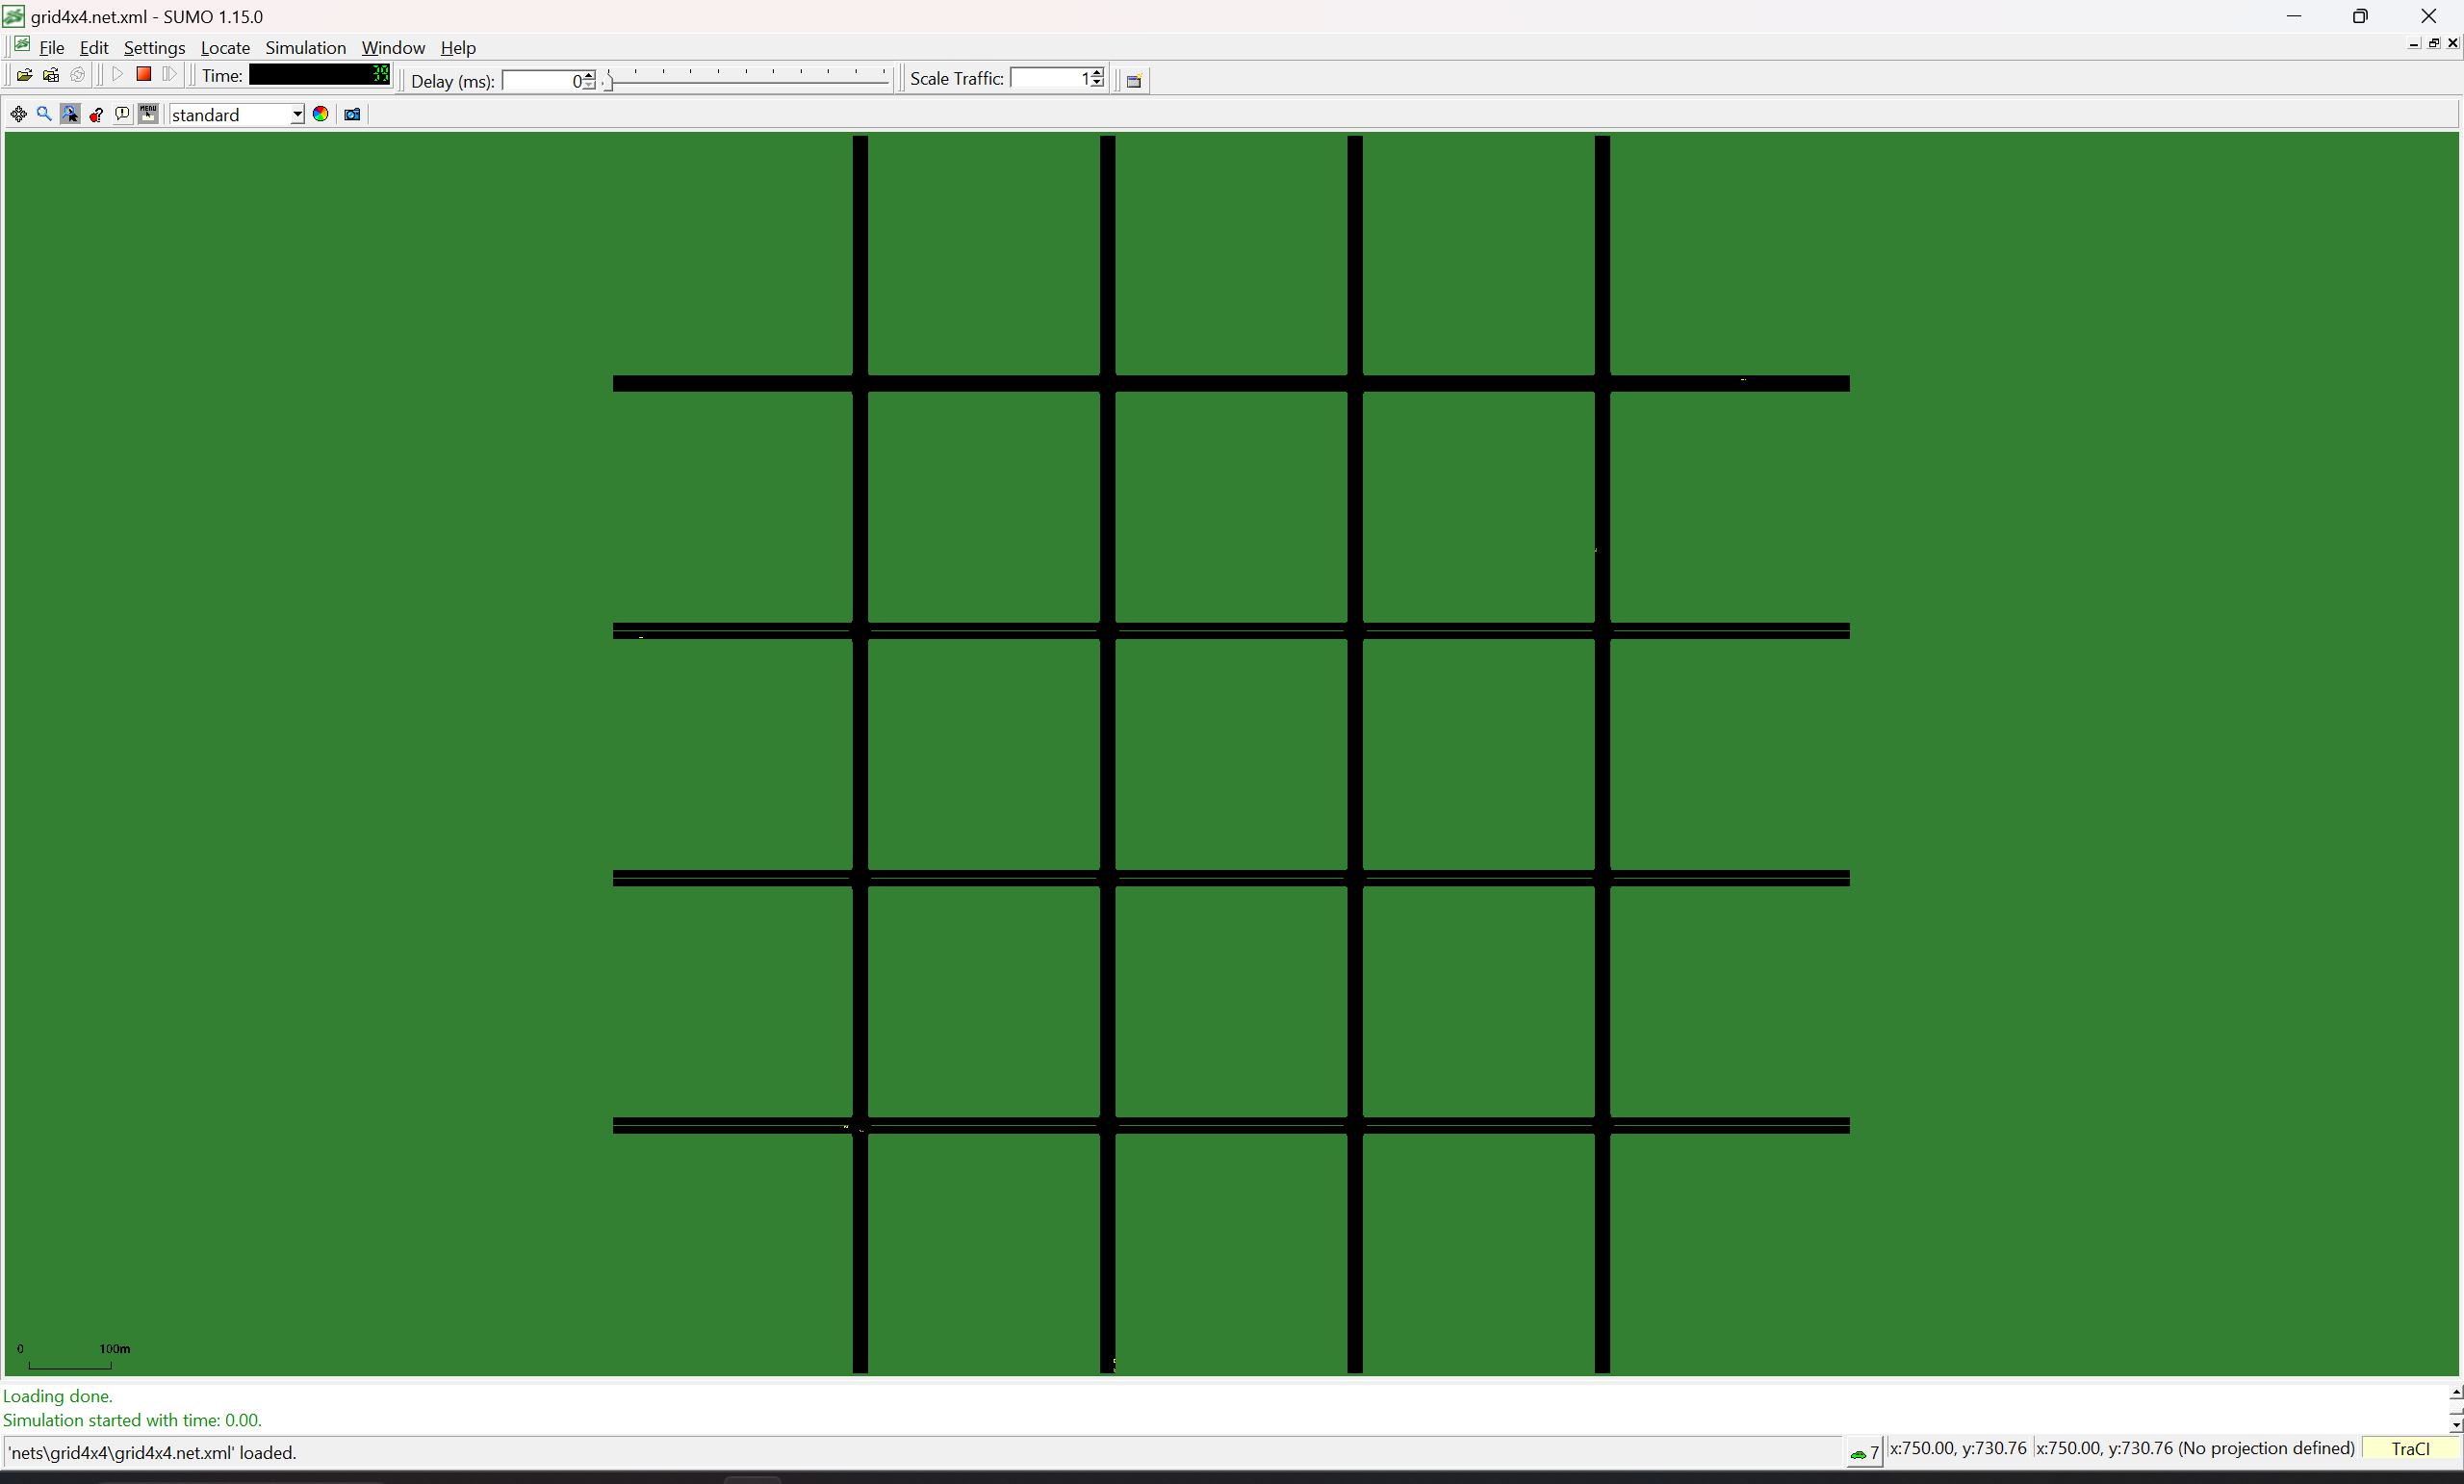 grid4x4.net.xml - SUMO 1.15.0
File Edit Settings Locate Simulation Window Help
Time: 39 Delay (ms): 0 Scale Traffic: 1
MENU standard
0 100m
Loading done.
Simulation started with time: 0.00.
'nets\grid4x4\grid4x4.net.xml' loaded. 7 x:750.00, y:730.76 x:750.00, y:730.76 (No projection defined) TraCI